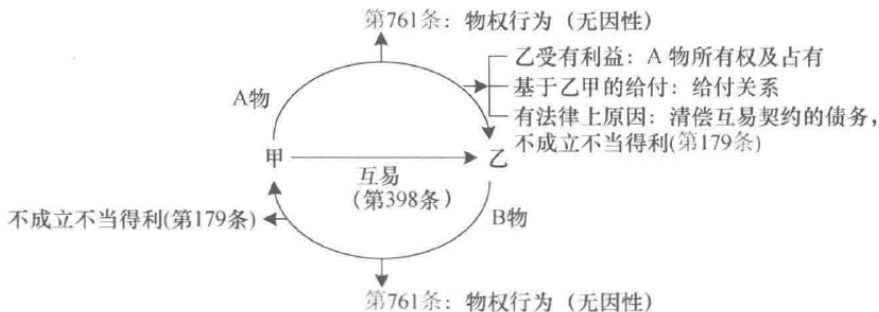 第761条：物权行为（无因性）
乙受有利益：A物所有权及占有
基于乙甲的给付：给付关系
有法律上原因：清偿互易契约的债务，
不成立不当得利(第179条)
A物
甲
乙
互易
（第398条）
不成立不当得利(第179条)
B物
第761条：物权行为（无因性）